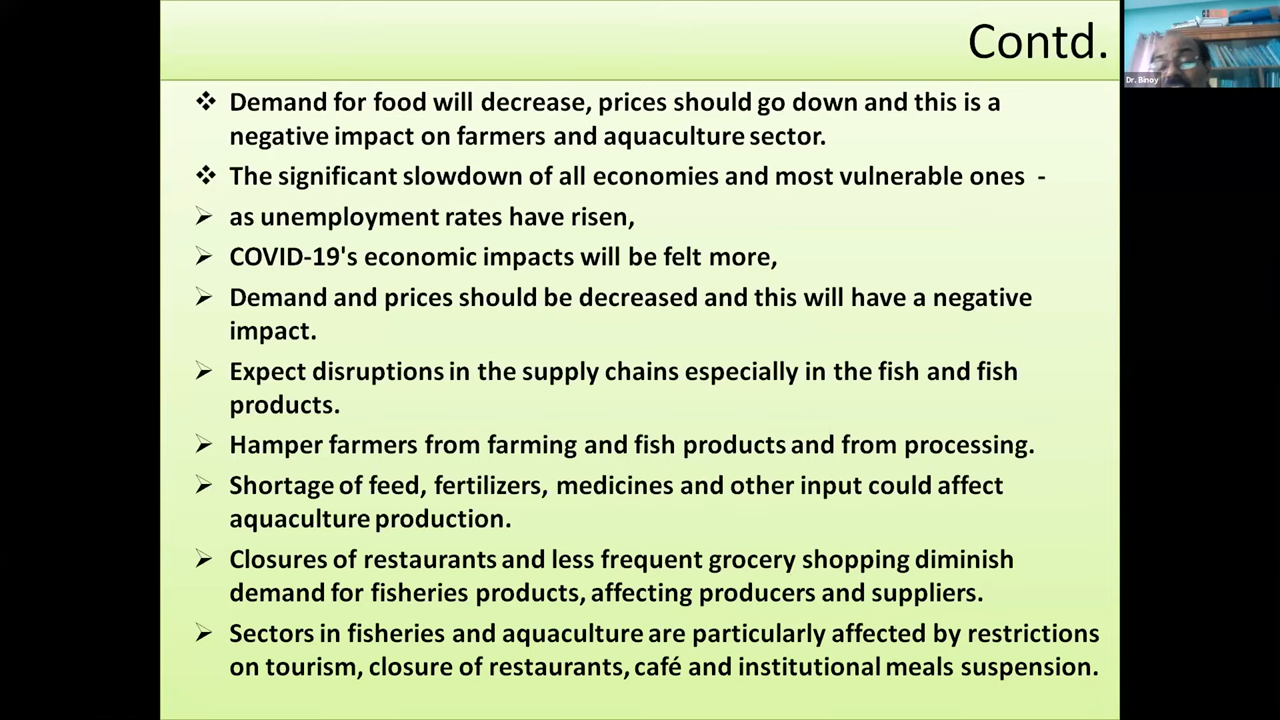 Contd.
Dr. Binoy
❖ Demand for food will decrease, prices should go down and this is a
negative impact on farmers and aquaculture sector.
❖ The significant slowdown of all economies and most vulnerable ones -
➢ as unemployment rates have risen,
➢ COVID-19's economic impacts will be felt more,
➢ Demand and prices should be decreased and this will have a negative
impact.
➢ Expect disruptions in the supply chains especially in the fish and fish
products.
➢ Hamper farmers from farming and fish products and from processing.
➢ Shortage of feed, fertilizers, medicines and other input could affect
aquaculture production.
➢ Closures of restaurants and less frequent grocery shopping diminish
demand for fisheries products, affecting producers and suppliers.
➢ Sectors in fisheries and aquaculture are particularly affected by restrictions
on tourism, closure of restaurants, café and institutional meals suspension.